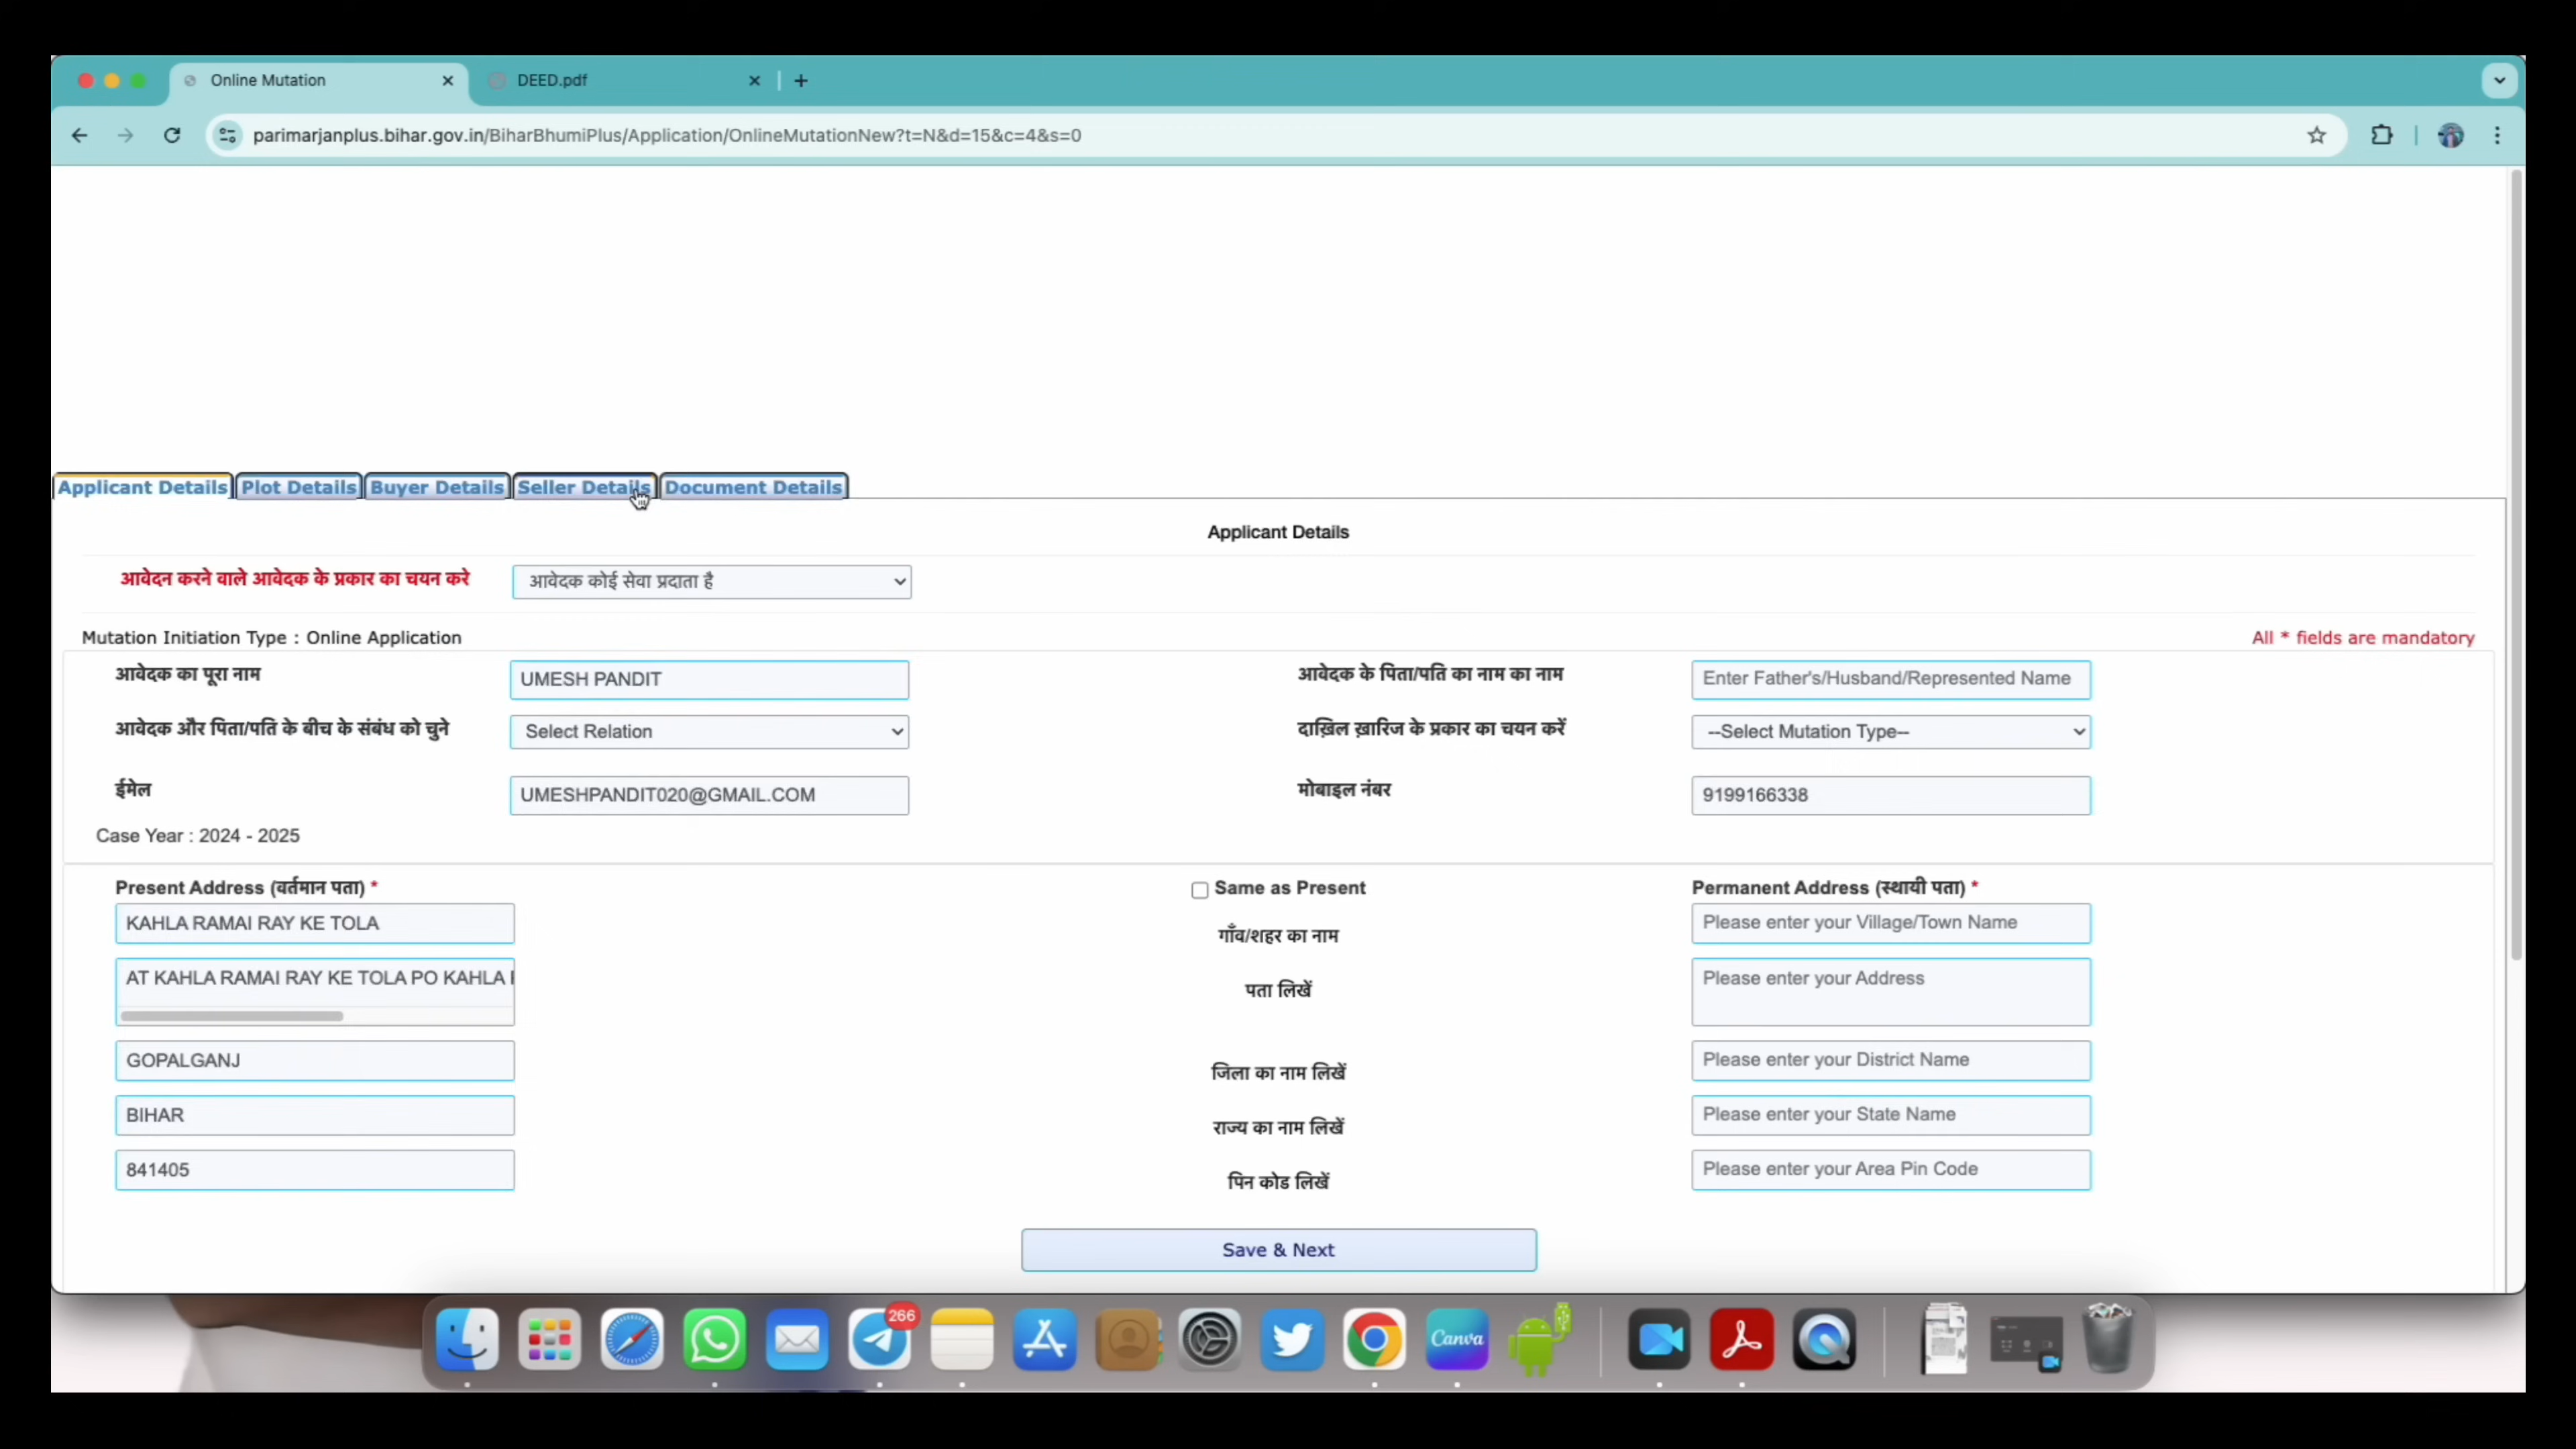 Online Mutation
DEED.pdf
parimarjanplus.bihar.gov.in/BiharBhumiPlus/Application/OnlineMutationNew?t=N&d=15&c=4&s=0
Applicant Details Plot Details Buyer Details Seller Details Document Details
Applicant Details
आवेदन करने वाले आवेदक के प्रकार का चयन करे आवेदक कोई सेवा प्रदाता है
Mutation Initiation Type : Online Application All * fields are mandatory
आवेदक का पूरा नाम UMESH PANDIT आवेदक के पिता/पति का नाम का नाम Enter Father's/Husband/Represented Name
आवेदक और पिता/पति के बीच के संबंध को चुने Select Relation दाख़िल ख़ारिज के प्रकार का चयन करें --Select Mutation Type--
ईमेल UMESHPANDIT020@GMAIL.COM मोबाइल नंबर 9199166338
Case Year : 2024 - 2025
Present Address (वर्तमान पता) * Same as Present Permanent Address (स्थायी पता) *
KAHLA RAMAI RAY KE TOLA गाँव/शहर का नाम Please enter your Village/Town Name
AT KAHLA RAMAI RAY KE TOLA PO KAHLA पता लिखें Please enter your Address
GOPALGANJ जिला का नाम लिखें Please enter your District Name
BIHAR राज्य का नाम लिखें Please enter your State Name
841405 पिन कोड लिखें Please enter your Area Pin Code
Save & Next
266
Canva